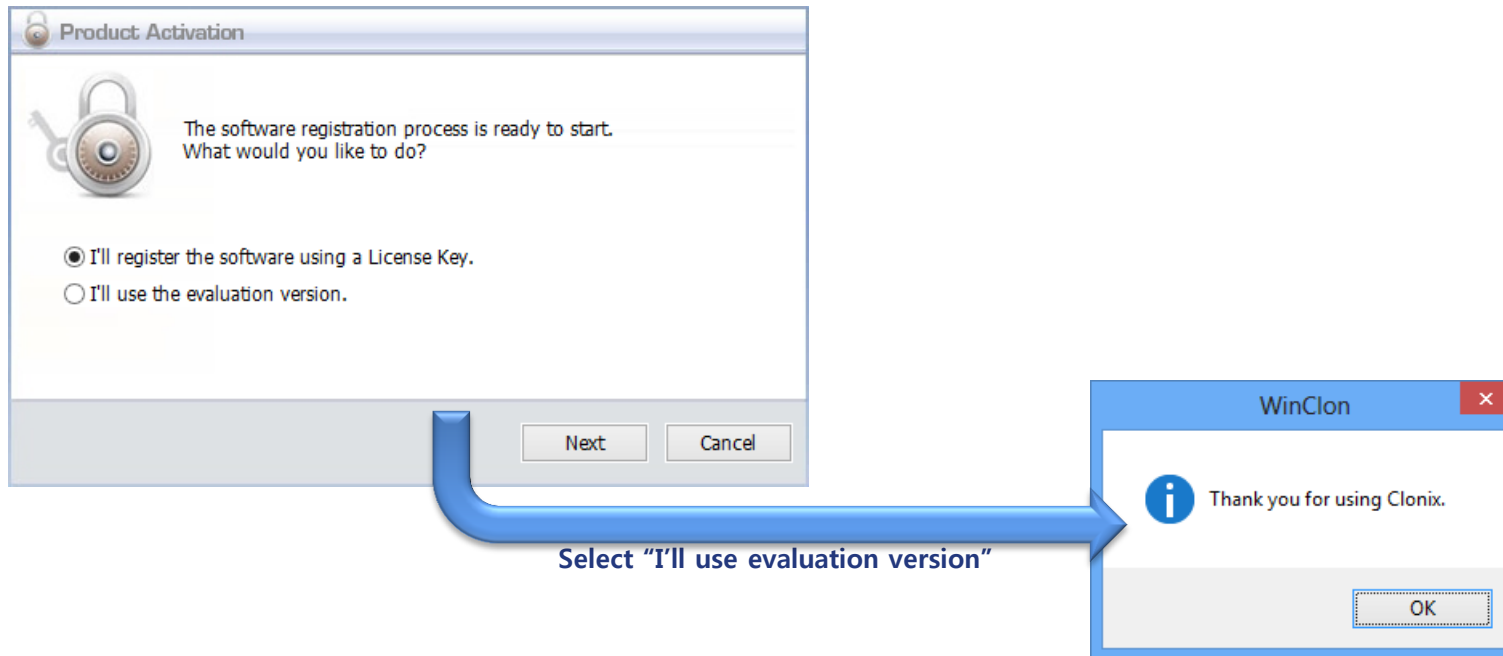 Product Activation
The software registration process is ready to start.
What would you like to do?
I'll register the software using a License Key.
I'll use the evaluation version.
Next
Cancel
Select “I’ll use evaluation version”
WinClon
Thank you for using Clonix.
OK